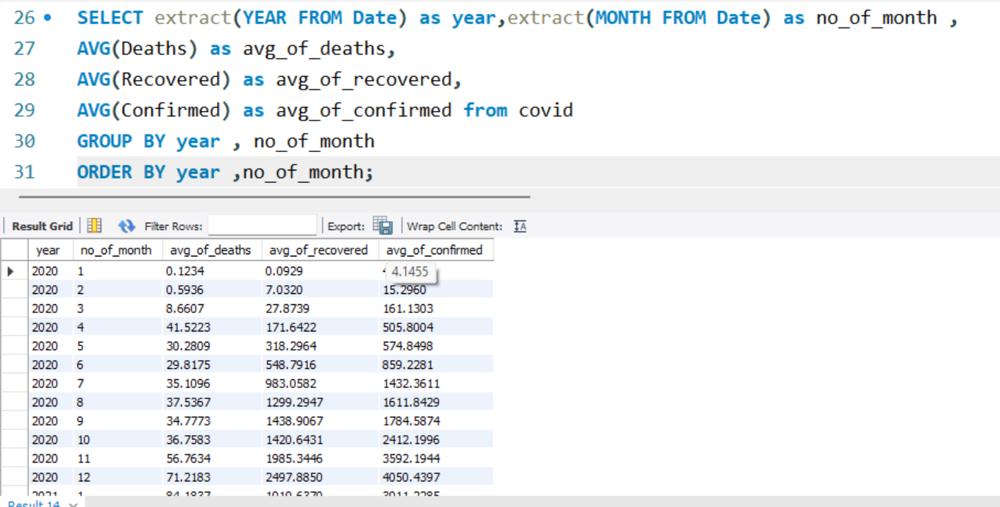 26 SELECT extract(YEAR FROM Date) as year,extract(MONTH FROM Date) as no_of_month ,
27 AVG(Deaths) as avg_of_deaths,
28 AVG(Recovered) as avg_of_recovered,
29 AVG(Confirmed) as avg_of_confirmed from covid
30 GROUP BY year , no_of_month
31 ORDER BY year ,no_of_month;
Result Grid Filter Rows: Export: Wrap Cell Content:
year no_of_month avg_of_deaths avg_of_recovered avg_of_confirmed
2020 1 0.1234 0.0929 4.1455
2020 2 0.5936 7.0320 15.2960
2020 3 8.6607 27.8739 161.1303
2020 4 41.5223 171.6422 505.8004
2020 5 30.2809 318.2964 574.8498
2020 6 29.8175 548.7916 859.2281
2020 7 35.1096 983.0582 1432.3611
2020 8 37.5367 1299.2947 1611.8429
2020 9 34.7773 1438.9067 1784.5874
2020 10 36.7583 1420.6431 2412.1996
2020 11 56.7634 1985.3446 3592.1944
2020 12 71.2183 2497.8850 4050.4397
2021 1
Result 14